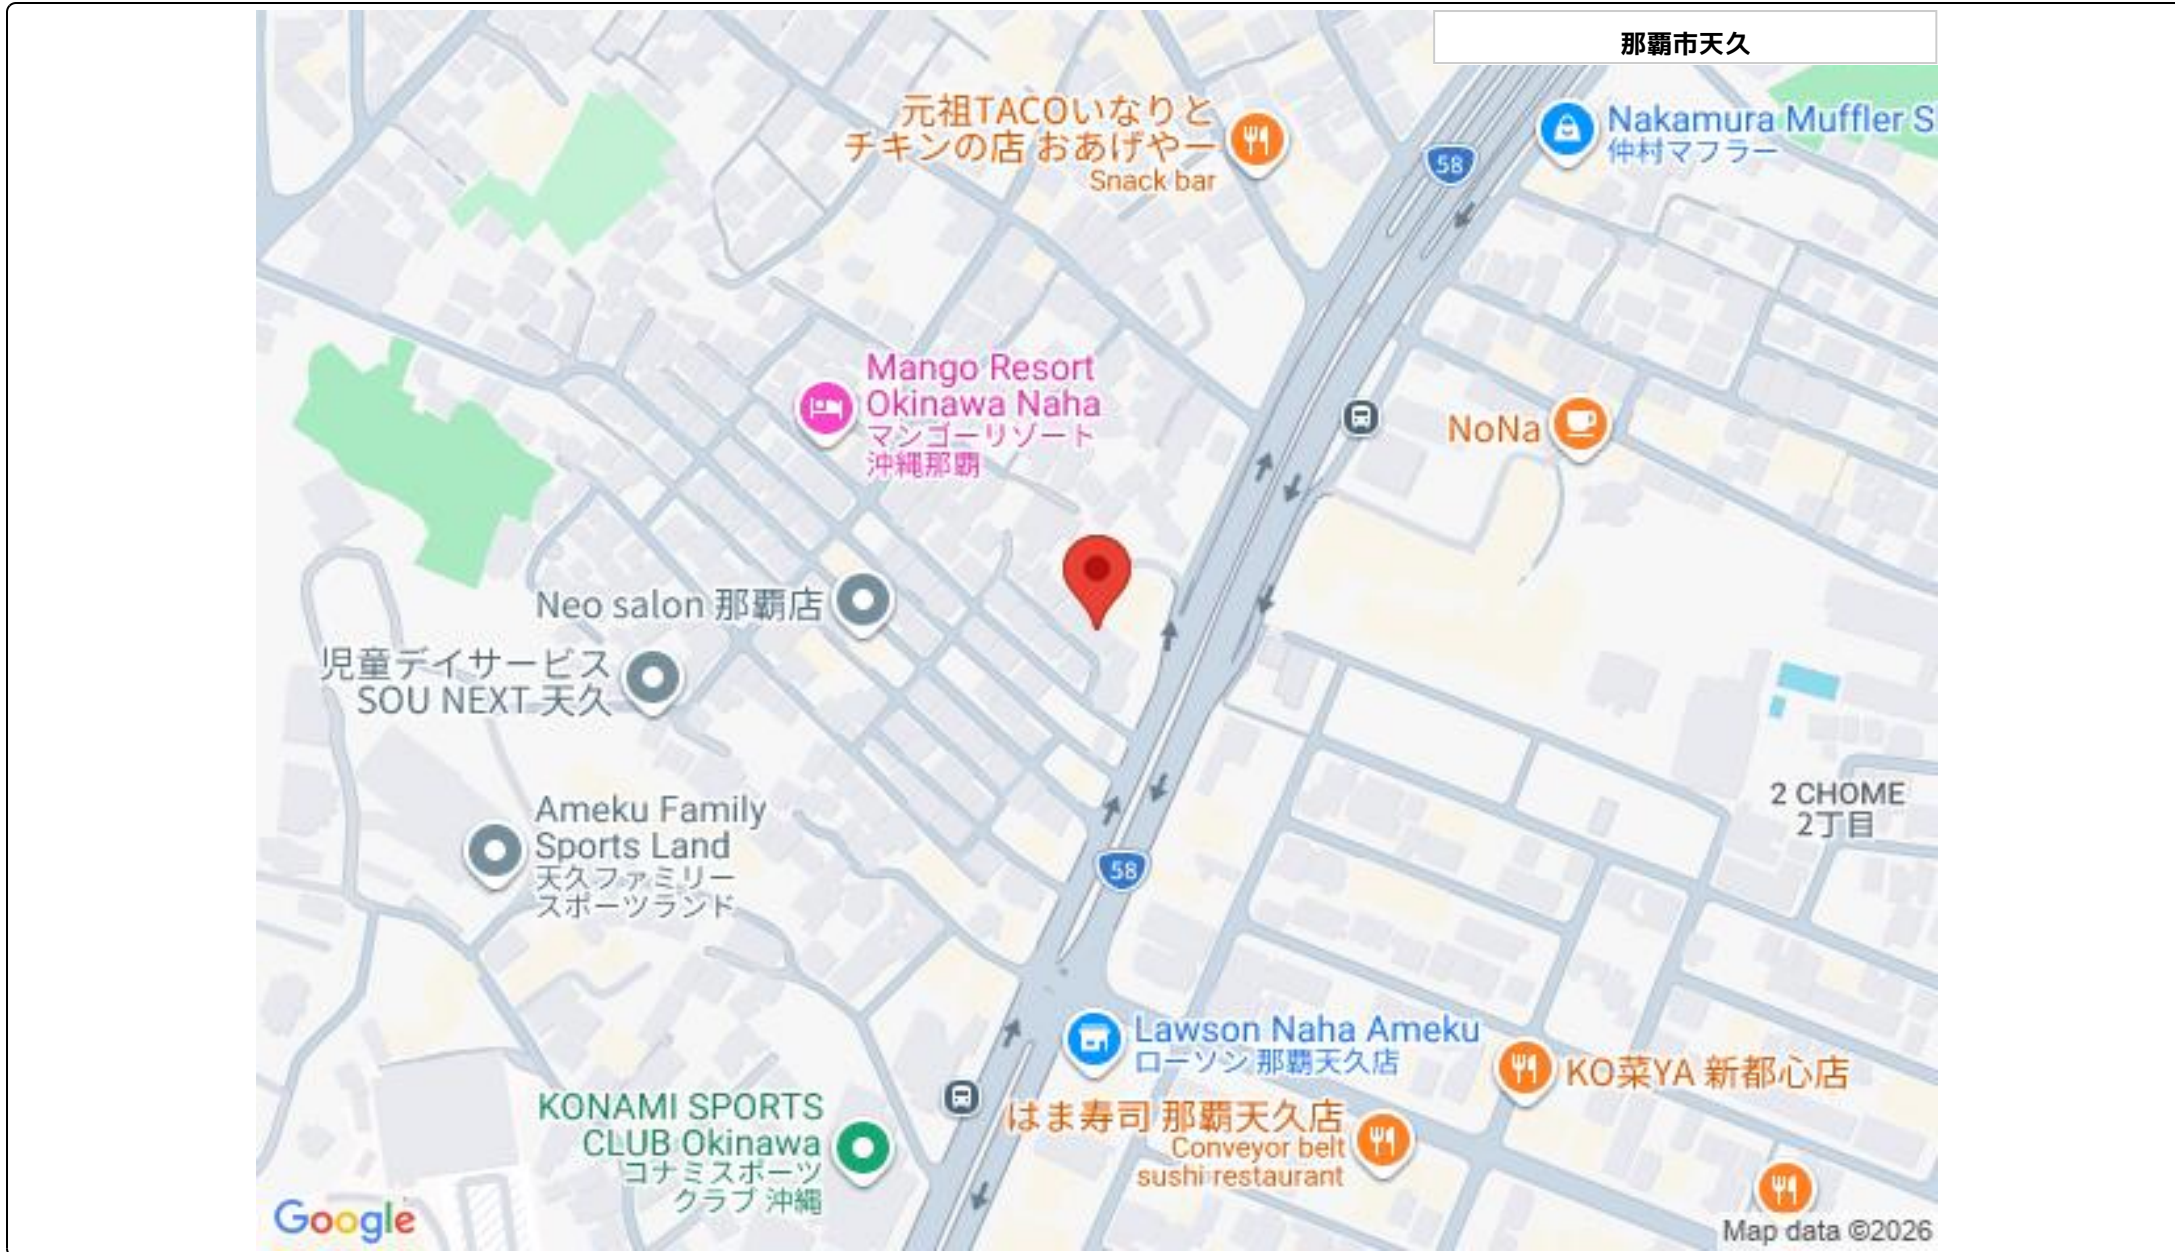 那覇市天久
元祖TACOいなりと
チキンの店 おあげやー
Snack bar
58
Nakamura Muffler S
仲村マフラー
Mango Resort
Okinawa Naha
マンゴーリゾート
沖縄那覇
NoNa
Neo salon 那覇店
児童デイサービス
SOU NEXT 天久
2 CHOME
2丁目
Ameku Family
Sports Land
天久ファミリー
スポーツランド
58
Lawson Naha Ameku
ローソン 那覇天久店
KO菜YA 新都心店
KONAMI SPORTS
CLUB Okinawa
コナミスポーツ
クラブ 沖縄
はま寿司 那覇天久店
Conveyor belt
sushi restaurant
Google
Map data ©2026